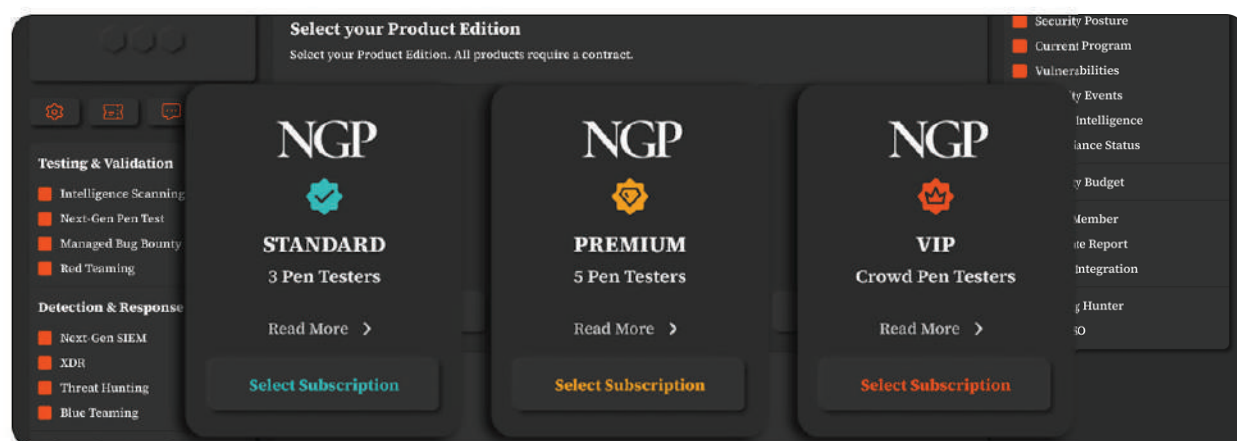 Select your Product Edition
Select your Product Edition. All products require a contract.
Testing & Validation
Intelligence Scanning
Next-Gen Pen Test
Managed Bug Bounty
Red Teaming
Detection & Response
Next-Gen SIEM
XDR
Threat Hunting
Blue Teaming
NGP
STANDARD
3 Pen Testers
Read More
Select Subscription
NGP
PREMIUM
5 Pen Testers
Read More
Select Subscription
NGP
VIP
Crowd Pen Testers
Read More
Select Subscription
Security Posture
Current Program
Vulnerabilities
Events
Intelligence
Status
Budget
Report
Hunter